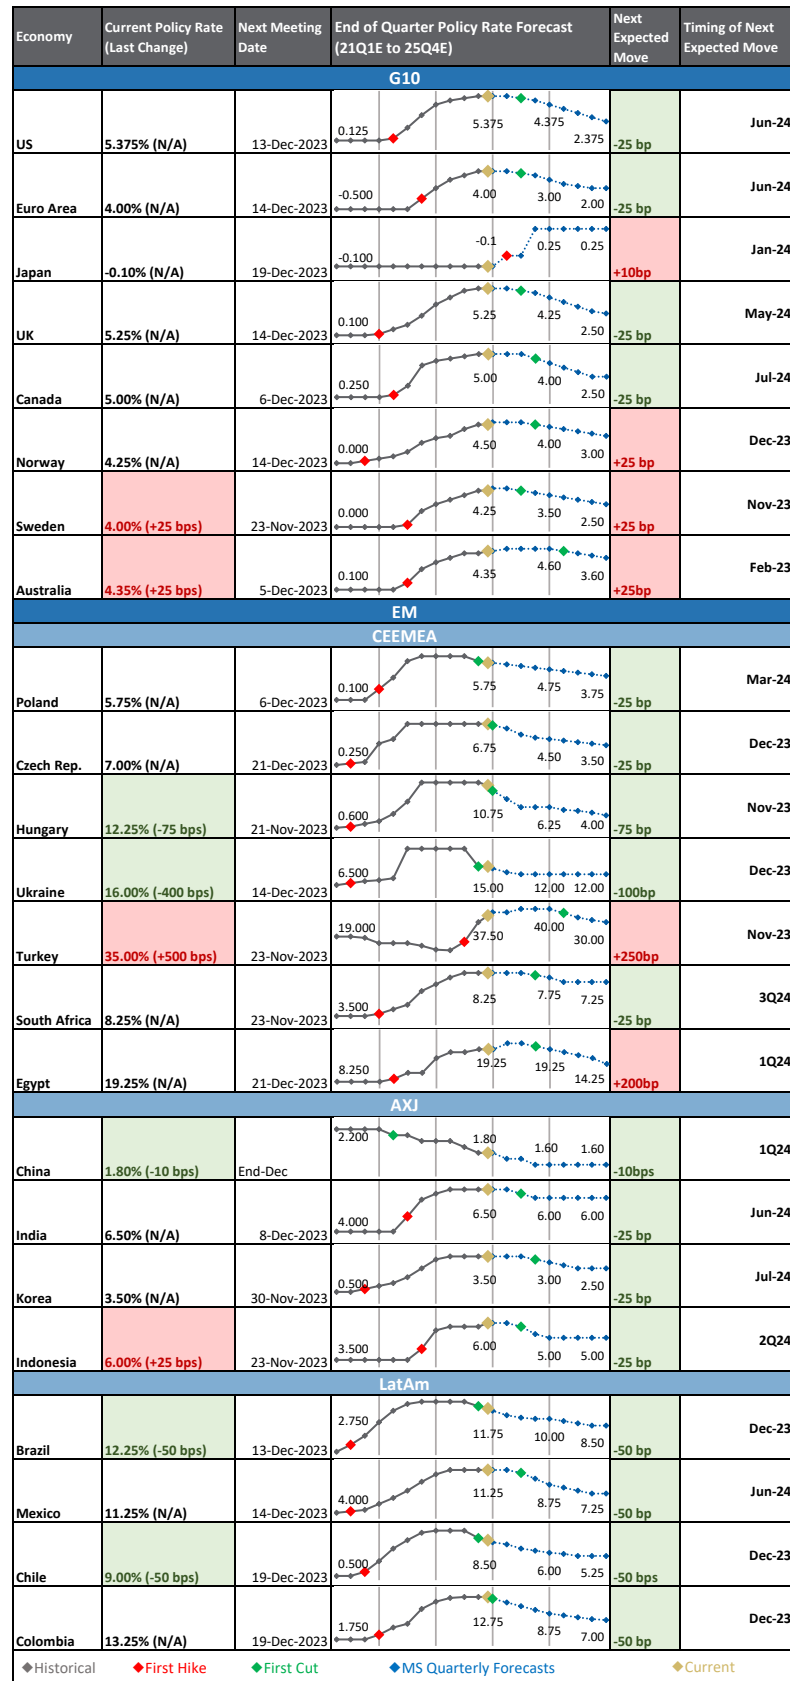 Economy
Current Policy Rate (Last Change)
Next Meeting Date
End of Quarter Policy Rate Forecast (21Q1E to 25Q4E)
Next Expected Move
Timing of Next Expected Move
G10
US 5.375% (N/A) 13-Dec-2023 0.125 5.375 4.375 2.375 -25 bp Jun-24
Euro Area 4.00% (N/A) 14-Dec-2023 -0.500 4.00 3.00 2.00 -25 bp Jun-24
Japan -0.10% (N/A) 19-Dec-2023 -0.100 -0.1 0.25 0.25 +10bp Jan-24
UK 5.25% (N/A) 14-Dec-2023 0.100 5.25 4.25 2.50 -25 bp May-24
Canada 5.00% (N/A) 6-Dec-2023 0.250 5.00 4.00 2.50 -25 bp Jul-24
Norway 4.25% (N/A) 14-Dec-2023 0.000 4.50 4.00 3.00 +25 bp Dec-23
Sweden 4.00% (+25 bps) 23-Nov-2023 0.000 4.25 3.50 2.50 +25 bp Nov-23
Australia 4.35% (+25 bps) 5-Dec-2023 0.100 4.35 4.60 3.60 +25bp Feb-23
EM
CEEMEA
Poland 5.75% (N/A) 6-Dec-2023 0.100 5.75 4.75 3.75 -25 bp Mar-24
Czech Rep. 7.00% (N/A) 21-Dec-2023 0.250 6.75 4.50 3.50 -25 bp Dec-23
Hungary 12.25% (-75 bps) 21-Nov-2023 0.600 10.75 6.25 4.00 -75 bp Nov-23
Ukraine 16.00% (-400 bps) 14-Dec-2023 6.500 15.00 12.00 12.00 -100bp Dec-23
Turkey 35.00% (+500 bps) 23-Nov-2023 19.000 37.50 40.00 30.00 +250bp Nov-23
South Africa 8.25% (N/A) 23-Nov-2023 3.500 8.25 7.75 7.25 -25 bp 3Q24
Egypt 19.25% (N/A) 21-Dec-2023 8.250 19.25 19.25 14.25 +200bp 1Q24
AXJ
China 1.80% (-10 bps) End-Dec 2.200 1.80 1.60 1.60 -10bps 1Q24
India 6.50% (N/A) 8-Dec-2023 4.000 6.50 6.00 6.00 -25 bp Jun-24
Korea 3.50% (N/A) 30-Nov-2023 0.500 3.50 3.00 2.50 -25 bp Jul-24
Indonesia 6.00% (+25 bps) 23-Nov-2023 3.500 6.00 5.00 5.00 -25 bp 2Q24
LatAm
Brazil 12.25% (-50 bps) 13-Dec-2023 2.750 11.75 10.00 8.50 -50 bp Dec-23
Mexico 11.25% (N/A) 14-Dec-2023 4.000 11.25 8.75 7.25 -50 bp Jun-24
Chile 9.00% (-50 bps) 19-Dec-2023 0.500 8.50 6.00 5.25 -50 bps Dec-23
Colombia 13.25% (N/A) 19-Dec-2023 1.750 12.75 8.75 7.00 -50 bp Dec-23
Historical First Hike First Cut MS Quarterly Forecasts Current